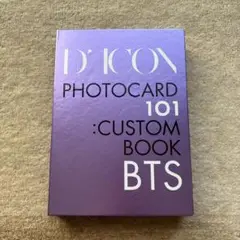 D'ICON
PHOTOCARD
101
:CUSTOM
BOOK
BTS